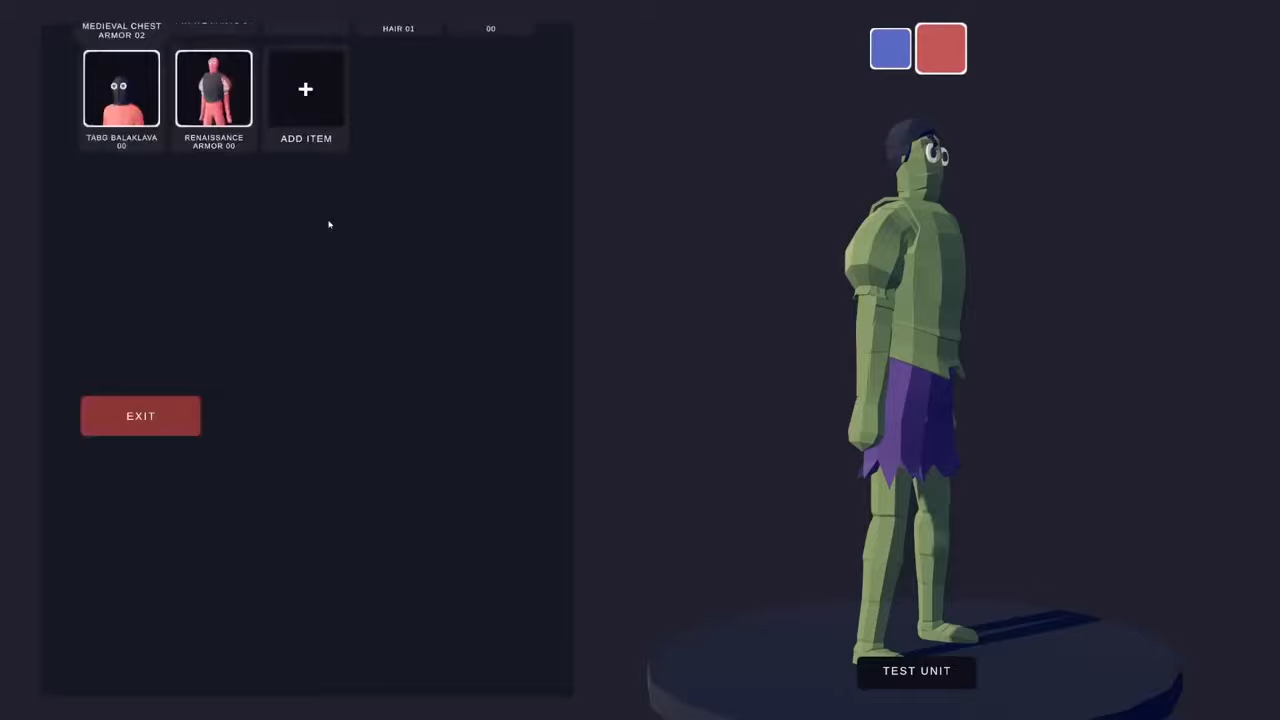 MEDIEVAL CHEST
ARMOR 02
HAIR 01
00
TABG BALAKLAVA
00
RENAISSANCE
ARMOR 00
ADD ITEM
EXIT
TEST UNIT